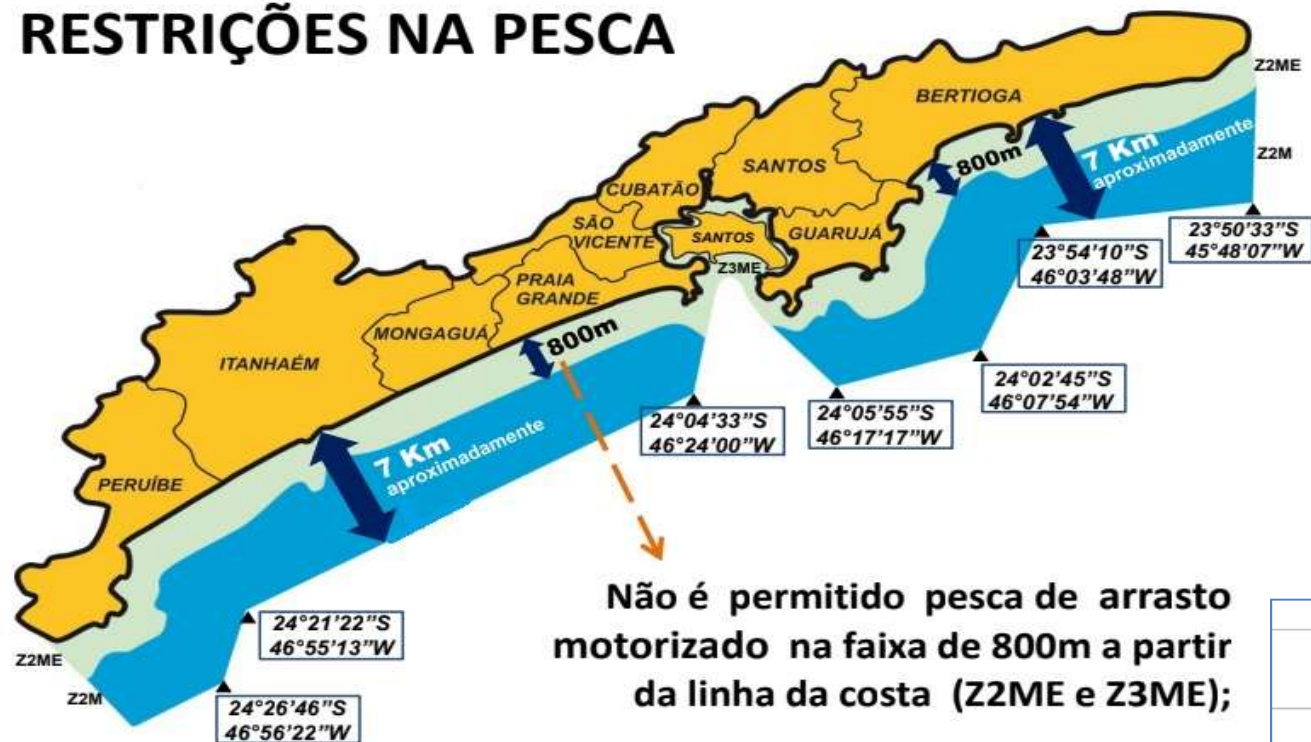 RESTRIÇÕES NA PESCA
Z2ME
BERTIOGA
800m
7 Km
aproximadamente
Z2M
SANTOS
CUBATÃO
SÃO
VICENTE
SANTOS
GUARUJÁ
Z3ME
23°50'33”S
45°48'07”W
23°54'10”S
46°03'48”W
PRAIA
GRANDE
MONGAGUÁ
800m
ITANHAÉM
24°02'45”S
46°07'54”W
24°04'33”S
46°24'00”W
24°05'55”S
46°17'17”W
7 Km
aproximadamente
PERUÍBE
Não é permitido pesca de arrasto
motorizado na faixa de 800m a partir
da linha da costa (Z2ME e Z3ME);
24°21'22”S
46°55'13”W
Z2ME
Z2M
24°26'46”S
46°56'22”W